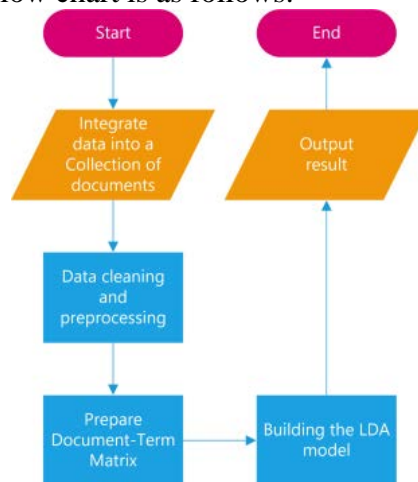 low chart is as follows.
Start
Integrate
data into a
Collection of
documents
Data cleaning
and
preprocessing
Prepare
Document-Term
Matrix
Building the LDA
model
Output
result
End